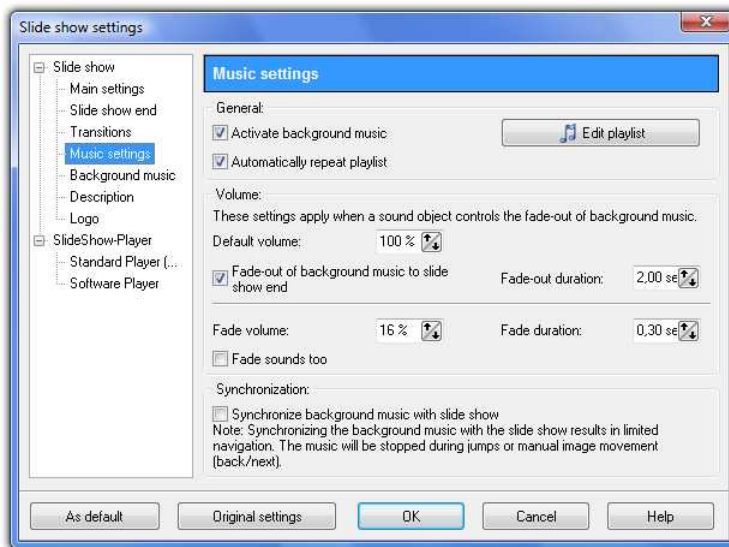 Slide show settings
Slide show
Main settings
Slide show end
Transitions
Music settings
Background music
Description
Logo
SlideShow-Player
Standard Player (...
Software Player
Music settings
General:
Activate background music
Edit playlist
Automatically repeat playlist
Volume:
These settings apply when a sound object controls the fade-out of background music.
Default volume: 100 %
Fade-out of background music to slide
show end
Fade-out duration: 2,00 se
Fade volume: 16 % Fade duration: 0,30 se
Fade sounds too
Synchronization:
Synchronize background music with slide show
Note: Synchronizing the background music with the slide show results in limited
navigation. The music will be stopped during jumps or manual image movement
(back/next).
As default Original settings OK Cancel Help